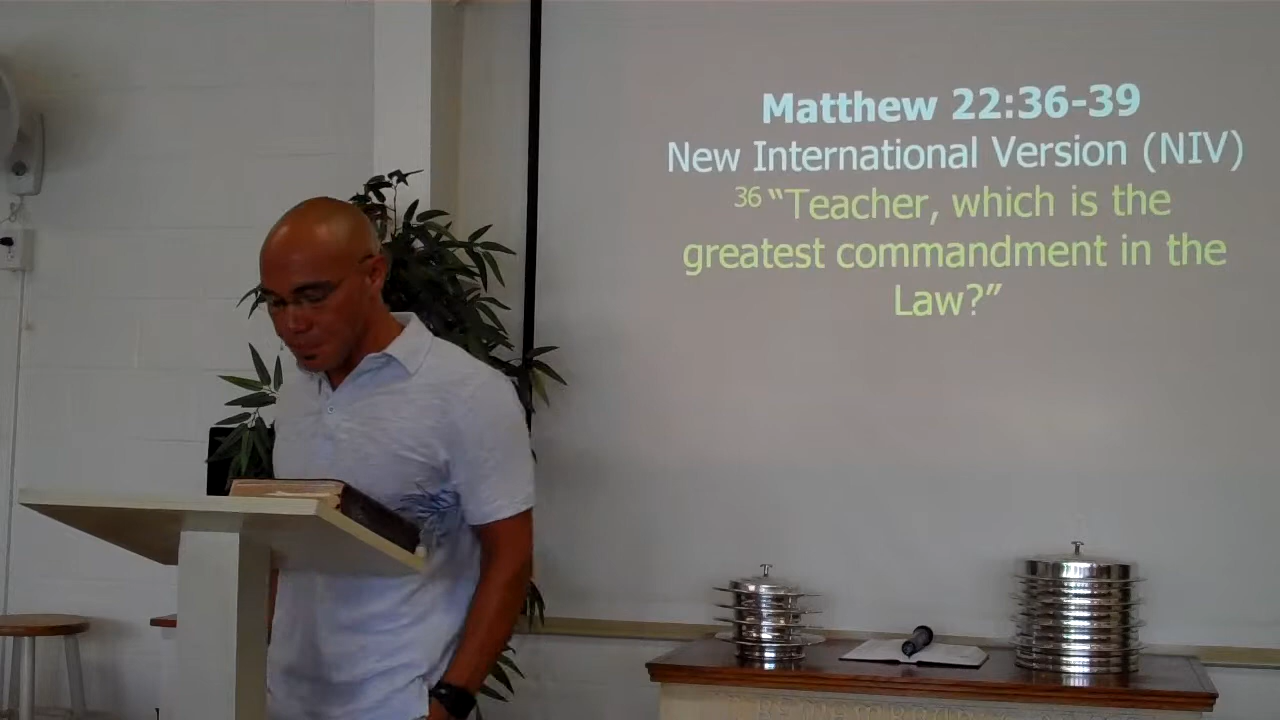 Matthew 22:36-39
New International Version (NIV)
36 “Teacher, which is the
greatest commandment in the
Law?”